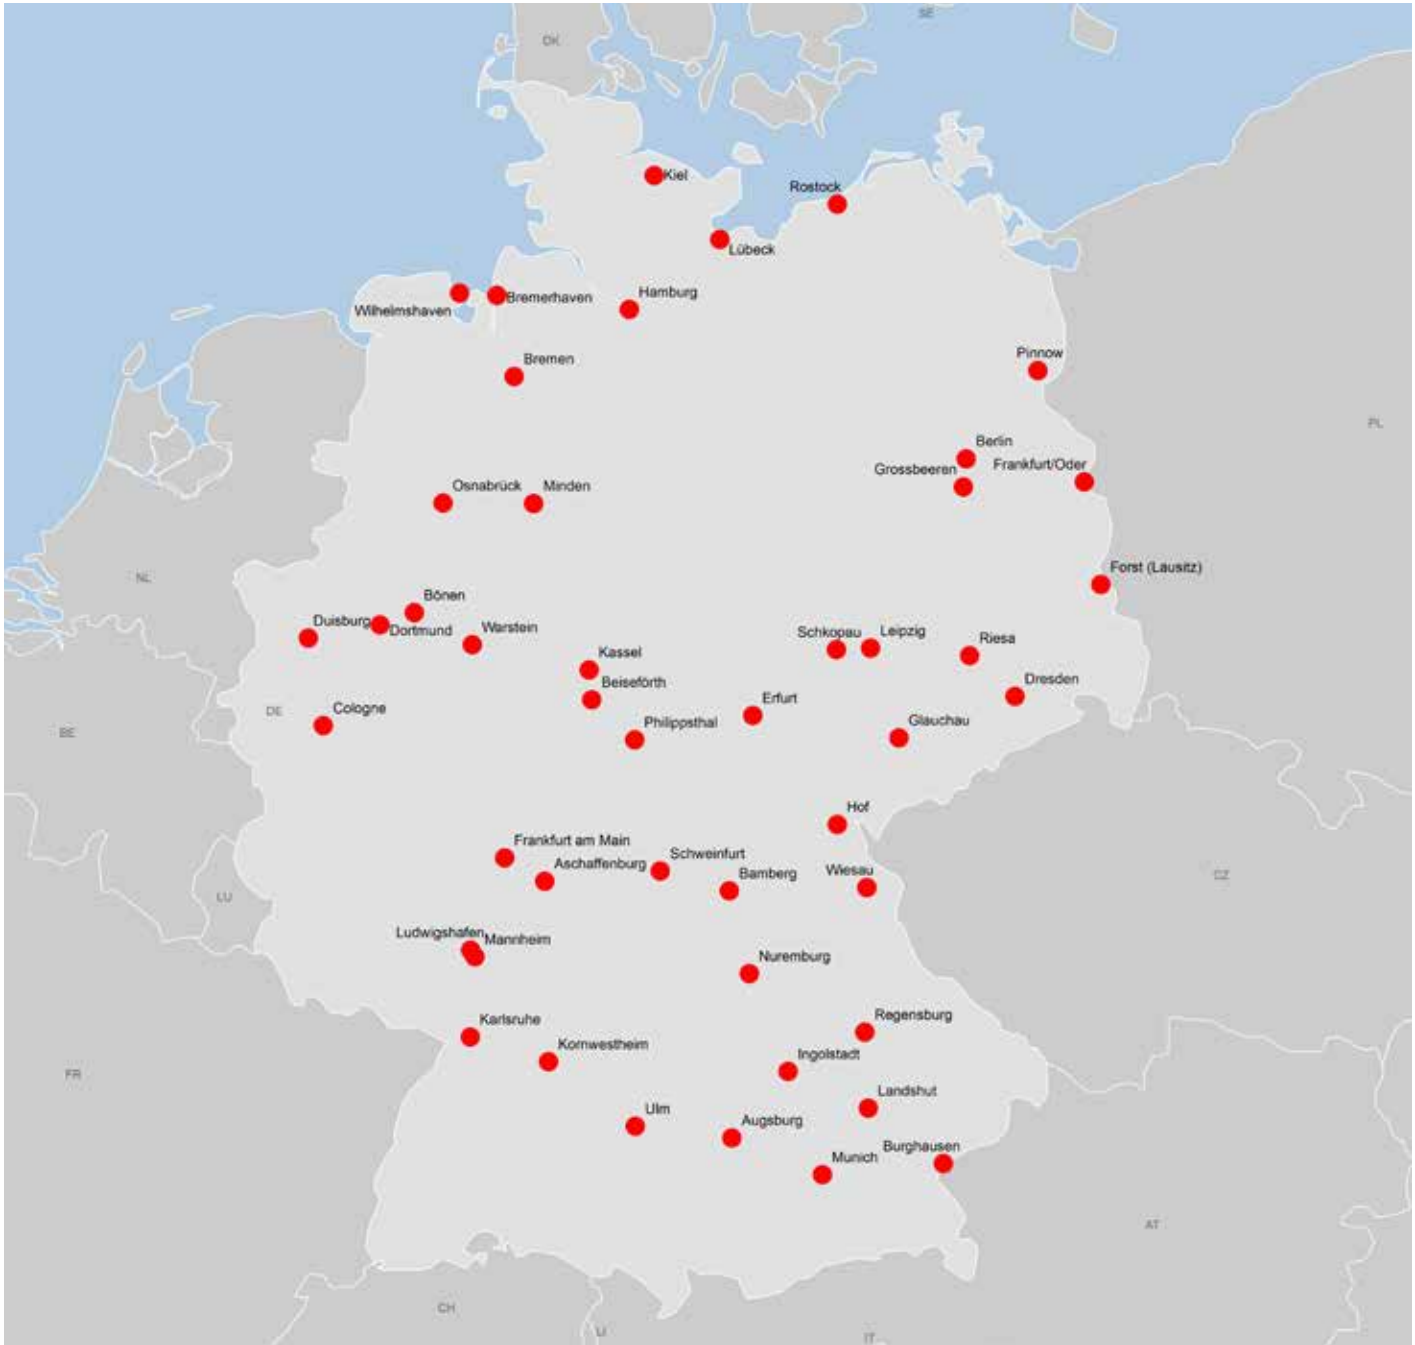 SE
DK
Kiel
Rostock
Lübeck
Hamburg
Bremerhaven
Wilhelmshaven
Bremen
Pinnow
PL
Berlin
Frankfurt/Oder
Grossbeeren
Osnabrück
Minden
Forst (Lausitz)
NL
Bönen
Duisburg
Dortmund
Warstein
Schkopau
Leipzig
Riesa
Kassel
Beiseförth
Dresden
Erfurt
DE
Cologne
Philippsthal
Glauchau
BE
Hof
Frankfurt am Main
Schweinfurt
Aschaffenburg
Bamberg
Wiesau
CZ
LU
Ludwigshafen
Mannheim
Nuremburg
Regensburg
Karlsruhe
Kornwestheim
Ingolstadt
FR
Landshut
Ulm
Augsburg
Burghausen
Munich
AT
CH
LI
IT